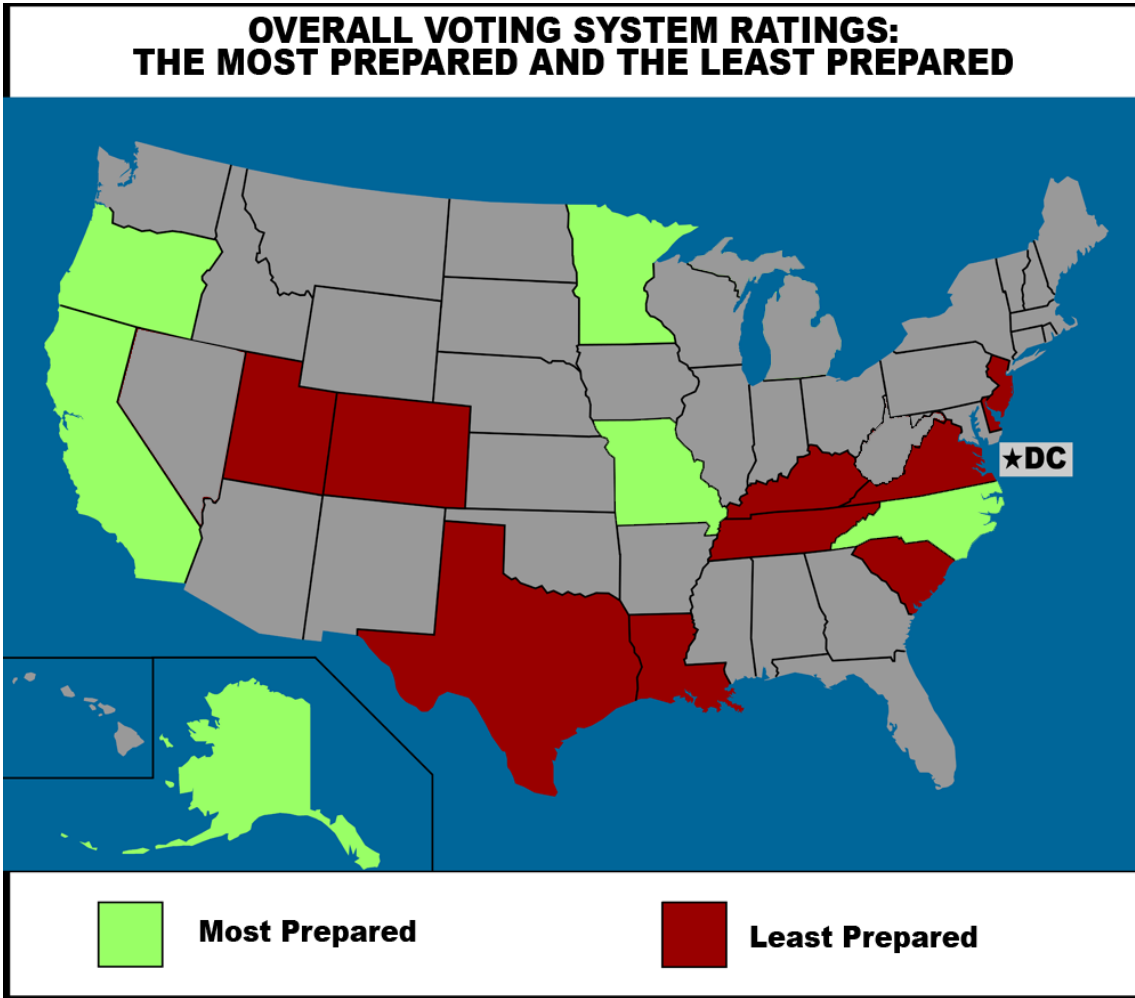 OVERALL VOTING SYSTEM RATINGS:
THE MOST PREPARED AND THE LEAST PREPARED
★DC
Most Prepared
Least Prepared